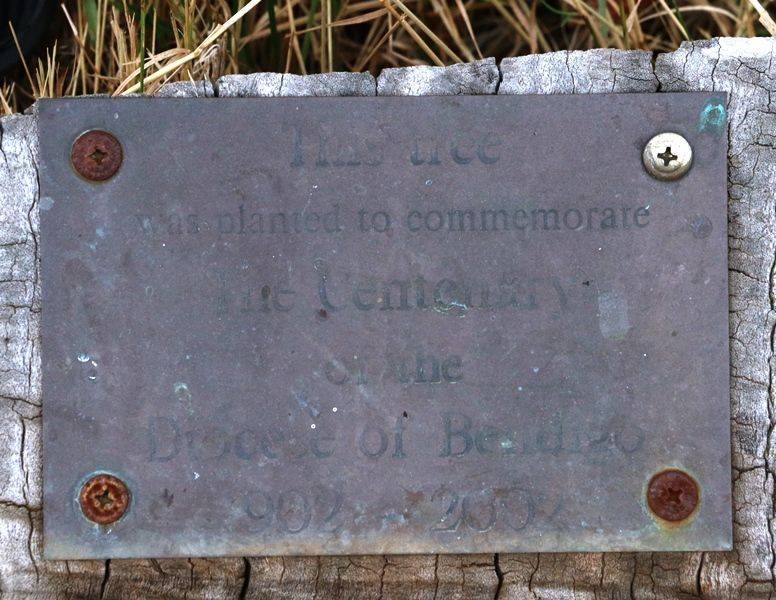 This tree
was planted to commemorate
The Centenary
of the
Diocese of Bendigo
1902 - 2002